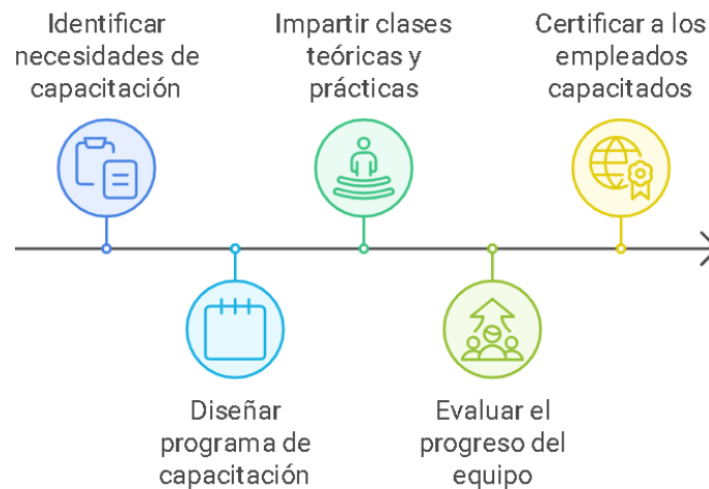 Identificar
necesidades de
capacitación
Impartir clases
teóricas y
prácticas
Certificar a los
empleados
capacitados
Diseñar
programa de
capacitación
Evaluar el
progreso del
equipo